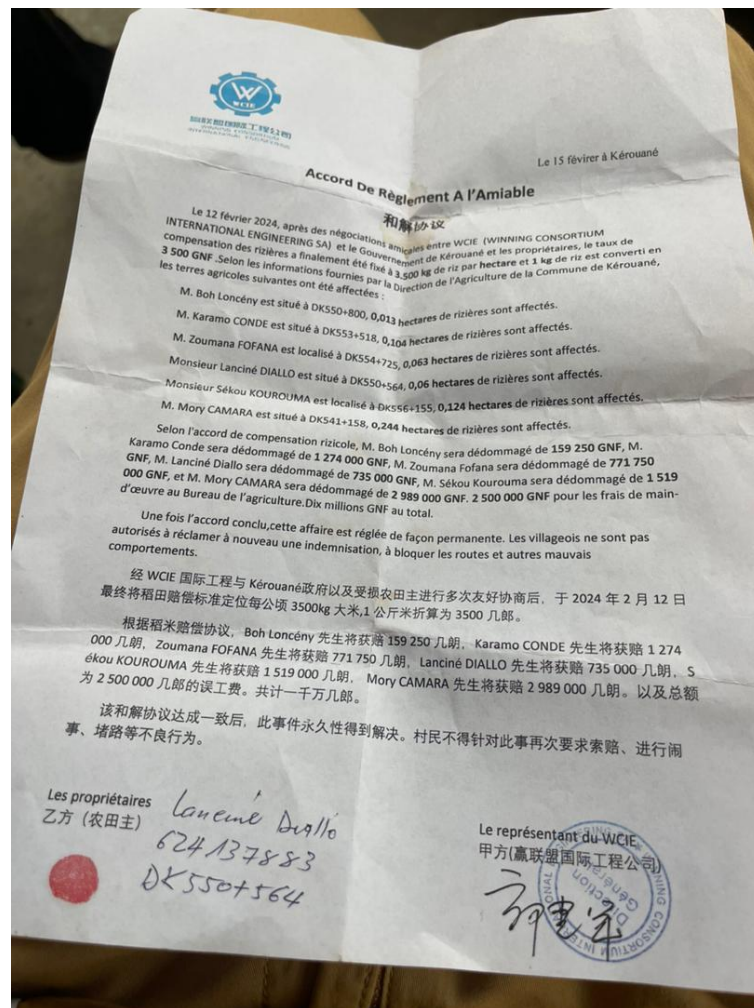 WCIE
赢联盟国际工程公司
WINNING CONSORTIUM
INTERNATIONAL ENGINEERING
Le 15 févirer à Kérouané
Accord De Règlement A l'Amiable
和解协议
Le 12 février 2024, après des négociations amicales entre WCIE (WINNING CONSORTIUM
INTERNATIONAL ENGINEERING SA) et le Gouvernement de Kérouané et les propriétaires, le taux de
compensation des rizières a finalement été fixé à 3.500 kg de riz par hectare et 1 kg de riz est converti en
3 500 GNF .Selon les informations fournies par la Direction de l'Agriculture de la Commune de Kérouané,
les terres agricoles suivantes ont été affectées :
M. Boh Loncény est situé à DK550+800, 0,013 hectares de rizières sont affectés.
M. Karamo CONDE est situé à DK553+518, 0,104 hectares de rizières sont affectés.
M. Zoumana FOFANA est localisé à DK554+725, 0,063 hectares de rizières sont affectés.
Monsieur Lanciné DIALLO est situé à DK550+564, 0,06 hectares de rizières sont affectés.
Monsieur Sékou KOUROUMA est localisé à DK556+155, 0,124 hectares de rizières sont affectés.
M. Mory CAMARA est situé à DK541+158, 0,244 hectares de rizières sont affectés.
Selon l'accord de compensation rizicole, M. Boh Loncény sera dédommagé de 159 250 GNF, M.
Karamo Conde sera dédommagé de 1 274 000 GNF, M. Zoumana Fofana sera dédommagé de 771 750
GNF, M. Lanciné Diallo sera dédommagé de 735 000 GNF, M. Sékou Kourouma sera dédommagé de 1 519
000 GNF, et M. Mory CAMARA sera dédommagé de 2 989 000 GNF. 2 500 000 GNF pour les frais de main-
d'œuvre au Bureau de l'agriculture.Dix millions GNF au total.
Une fois l'accord conclu,cette affaire est réglée de façon permanente. Les villageois ne sont pas
autorisés à réclamer à nouveau une indemnisation, à bloquer les routes et autres mauvais
comportements.
经 WCIE 国际工程与 Kérouané政府以及受损农田主进行多次友好协商后，于 2024 年 2 月 12 日
最终将稻田赔偿标准定位每公顷 3500kg 大米,1 公斤米折算为 3500 几郎。
根据稻米赔偿协议，Boh Loncény 先生将获赔 159 250 几朗，Karamo CONDE 先生将获赔 1 274
000 几朗，Zoumana FOFANA 先生将获赔 771 750 几朗，Lanciné DIALLO 先生将获赔 735 000 几朗，S
ékou KOUROUMA 先生将获赔 1 519 000 几朗，Mory CAMARA 先生将获赔 2 989 000 几朗。以及总额
为 2 500 000 几郎的误工费。共计一千万几郎。
该和解协议达成一致后，此事件永久性得到解决。村民不得针对此事再次要求索赔、进行闹
事、堵路等不良行为。
Les propriétaires
乙方（农田主）
Lanciné Diallo
624137883
DK550+564
Le représentant du WCIE
甲方(赢联盟国际工程公司)
WINNING CONSORTIUM INTERNATIONAL ENGINEERING
Direction
Générale